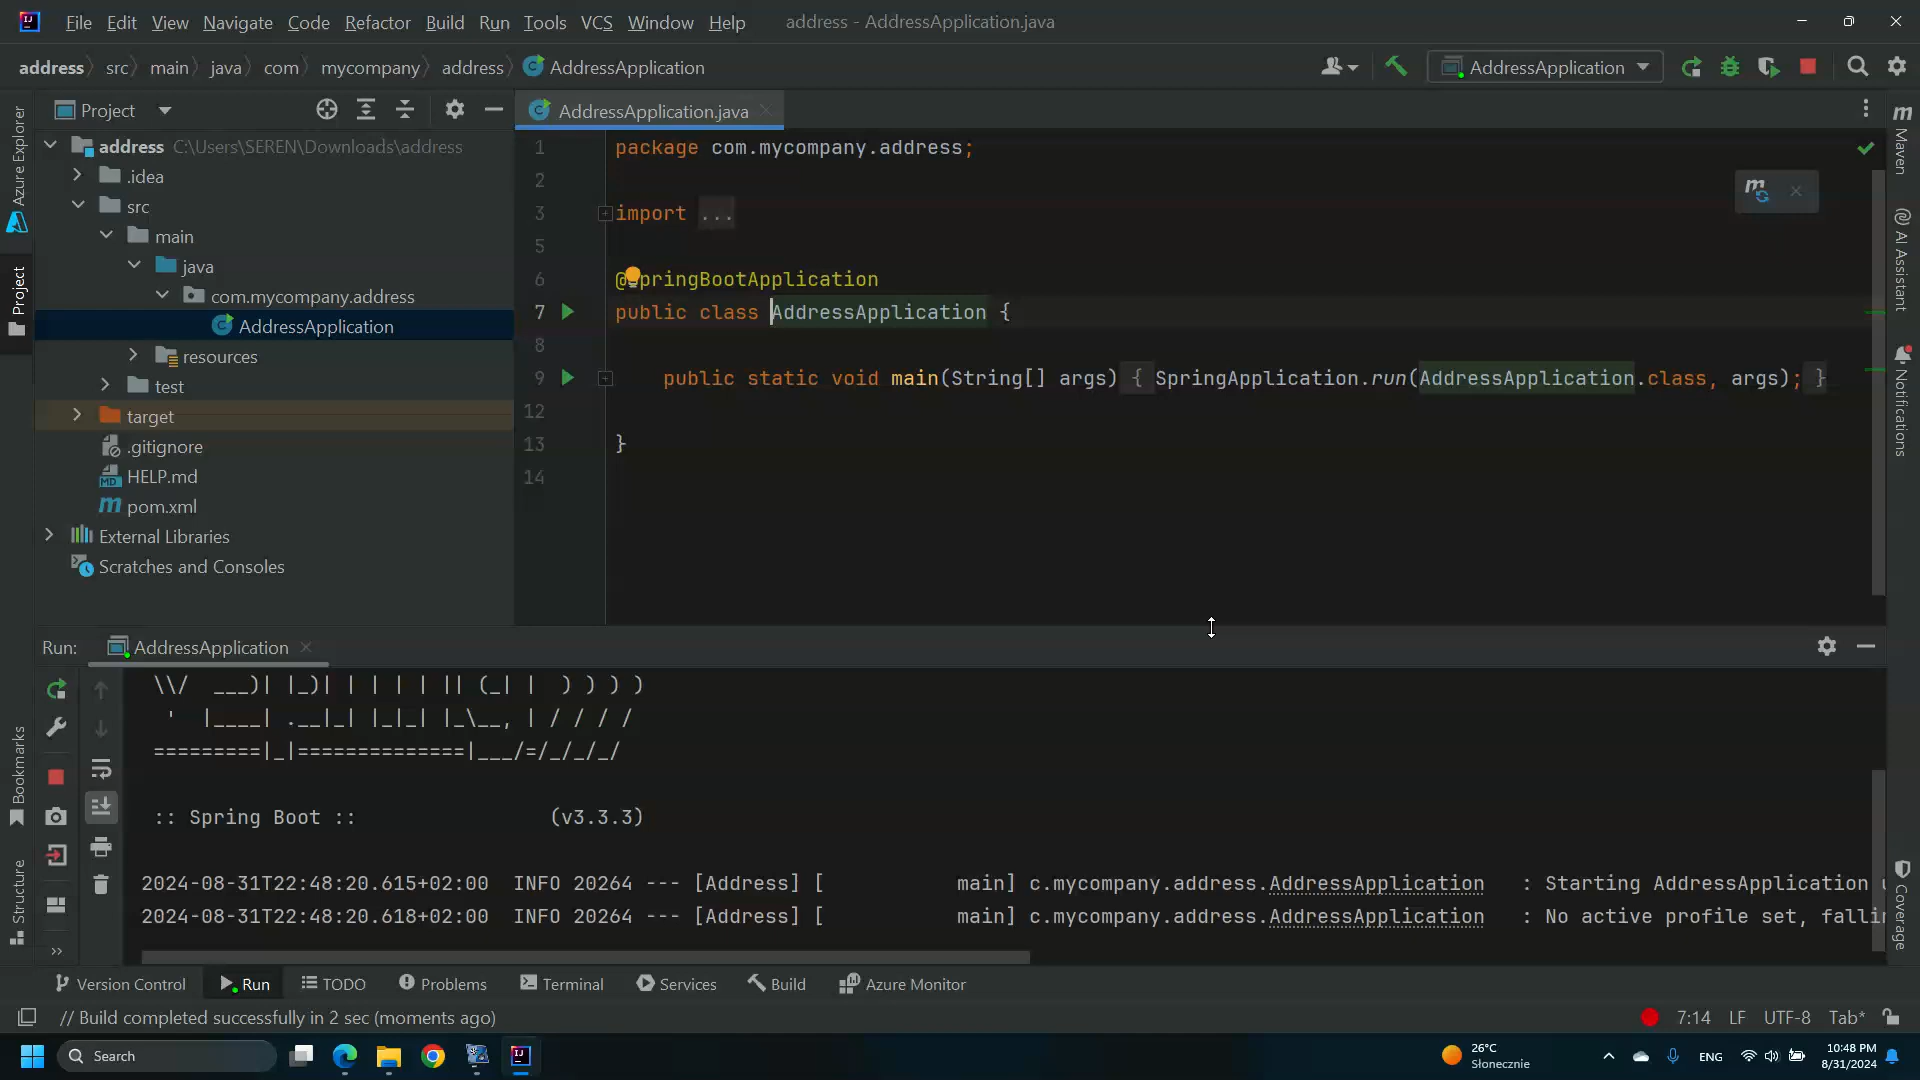 File Edit View Navigate Code Refactor Build Run Tools VCS Window Help address - AddressApplication.java
address src main java com mycompany address AddressApplication AddressApplication
Project
address C:\Users\SEREN\Downloads\address
.idea
src
main
java
com.mycompany.address
AddressApplication
resources
test
target
.gitignore
HELP.md
pom.xml
External Libraries
Scratches and Consoles
Azure Explorer
Project
Bookmarks
Structure
AddressApplication.java
1 package com.mycompany.address;
2
3 import ...
5
6 @SpringBootApplication
7 public class AddressApplication {
8
9 public static void main(String[] args) { SpringApplication.run(AddressApplication.class, args); }
12
13 }
14
Maven
AI Assistant
Notifications
Coverage
Run: AddressApplication
\\/  ___)| |_)| | | | | || (_| |  ) ) ) )
'  |____| .__|_| |_|_| |_\__, | / / / /
=========|_|==============|___/=/_/_/_/
:: Spring Boot :: (v3.3.3)
2024-08-31T22:48:20.615+02:00 INFO 20264 --- [Address] [ main] c.mycompany.address.AddressApplication : Starting AddressApplication
2024-08-31T22:48:20.618+02:00 INFO 20264 --- [Address] [ main] c.mycompany.address.AddressApplication : No active profile set, falli
Version Control Run TODO Problems Terminal Services Build Azure Monitor
// Build completed successfully in 2 sec (moments ago) 7:14 LF UTF-8 Tab*
Search 26°C ENG 10:48 PM
Słonecznie 8/31/2024